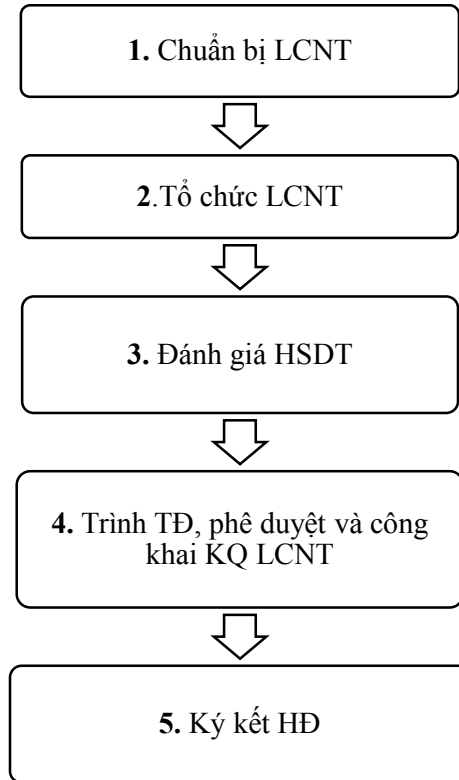 1. Chuẩn bị LCNT
2.Tổ chức LCNT
3. Đánh giá HSDT
4. Trình TĐ, phê duyệt và công
khai KQ LCNT
5. Ký kết HĐ